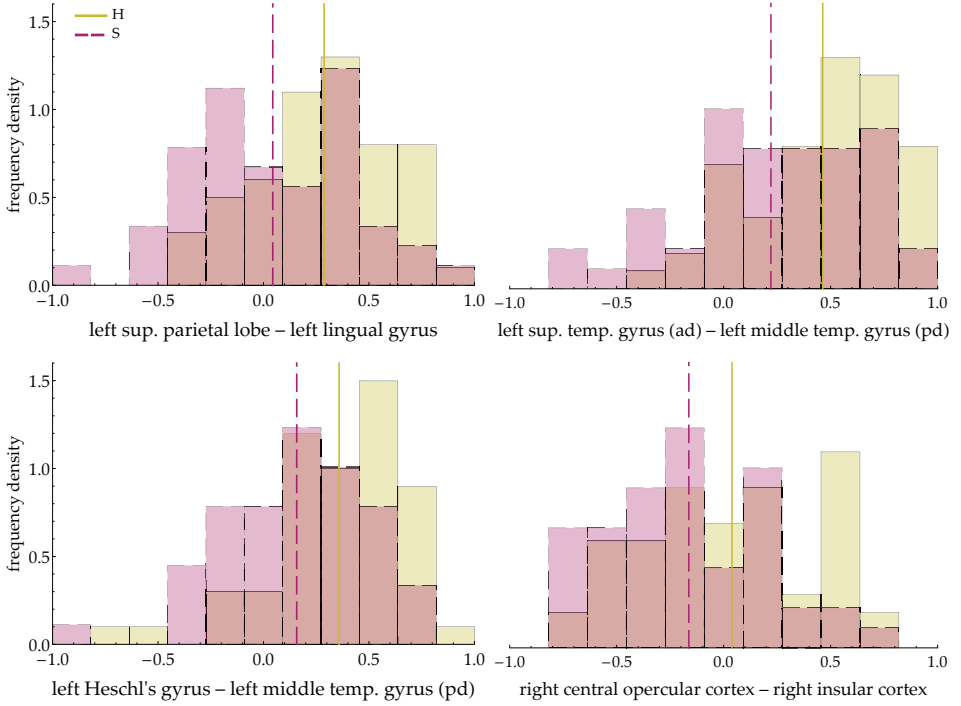 H
S
frequency density
1.5
1.0
0.5
0.0
−1.0 −0.5 0.0 0.5 1.0
left sup. parietal lobe – left lingual gyrus
−1.0 −0.5 0.0 0.5 1.0
left sup. temp. gyrus (ad) – left middle temp. gyrus (pd)
frequency density
1.5
1.0
0.5
0.0
−1.0 −0.5 0.0 0.5 1.0
left Heschl's gyrus – left middle temp. gyrus (pd)
−1.0 −0.5 0.0 0.5 1.0
right central opercular cortex – right insular cortex